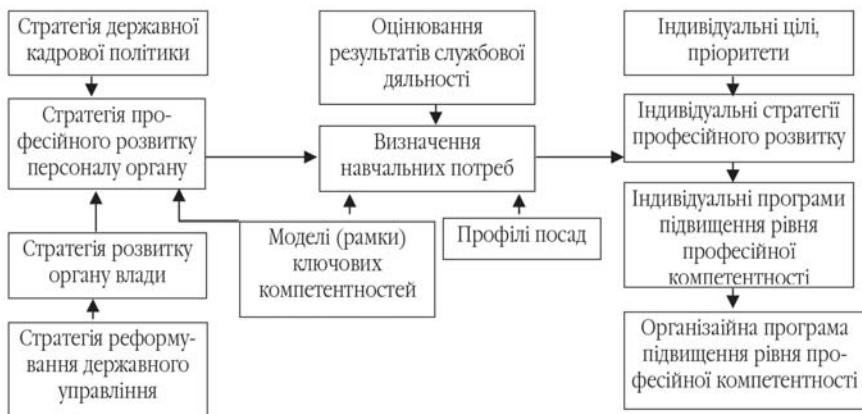 Стратегія державної
кадрової політики
Стратегія про-
фесійного розвитку
персоналу органу
Стратегія розвитку
органу влади
Стратегія реформу-
вання державного
управління
Оцінювання
результатів службової
дяльності
Визначення
навчальних потреб
Моделі (рамки)
ключових
компетентностей
Профілі посад
Індивідуальні цілі,
пріоритети
Індивідуальні стратегії
професійного розвитку
Індивідуальні програми
підвищення рівня
професійної
компетентності
Організаійна програма
підвищення рівня про-
фесійної компетентності